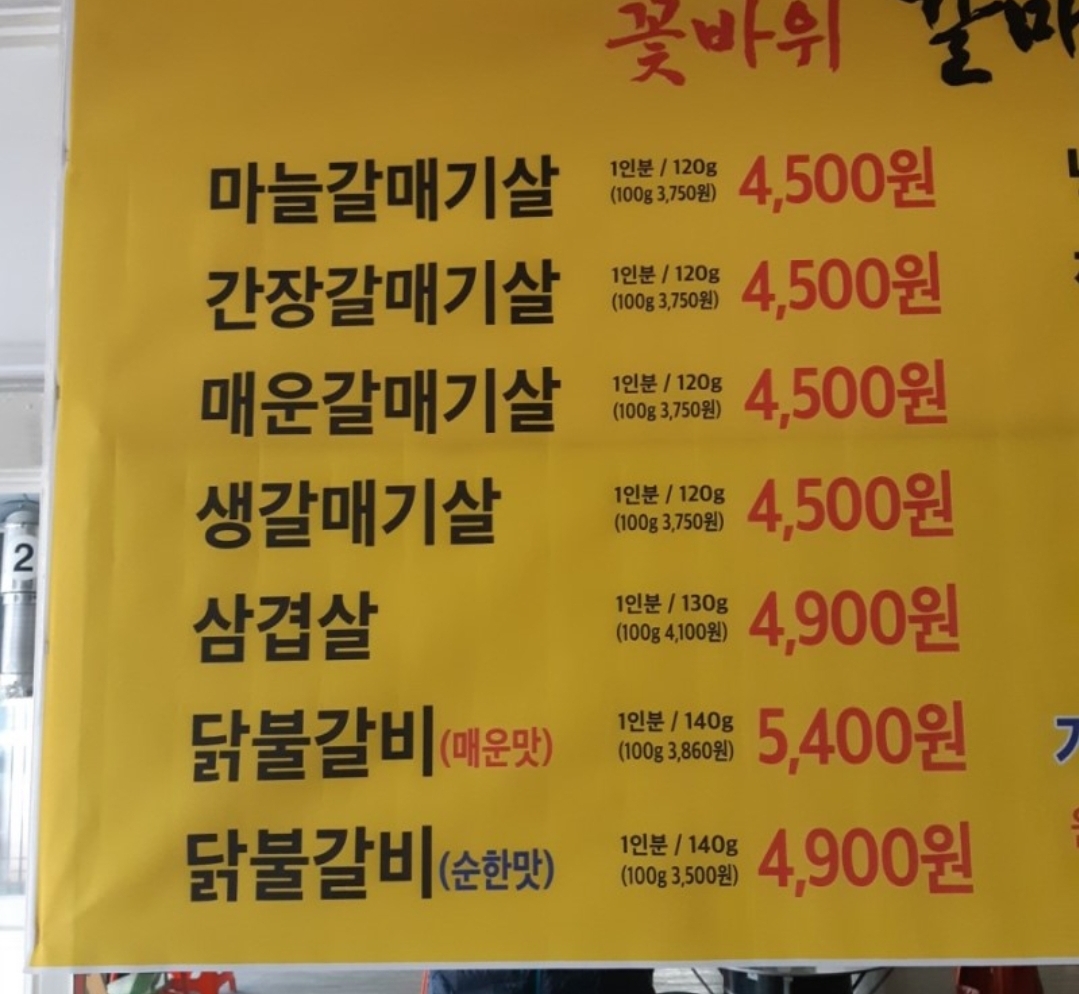 꽃바위 갈매
마늘갈매기살 1인분 / 120g (100g 3,750원) 4,500원
간장갈매기살 1인분 / 120g (100g 3,750원) 4,500원
매운갈매기살 1인분 / 120g (100g 3,750원) 4,500원
생갈매기살 1인분 / 120g (100g 3,750원) 4,500원
삼겹살 1인분 / 130g (100g 4,100원) 4,900원
닭불갈비(매운맛) 1인분 / 140g (100g 3,860원) 5,400원
닭불갈비(순한맛) 1인분 / 140g (100g 3,500원) 4,900원
2